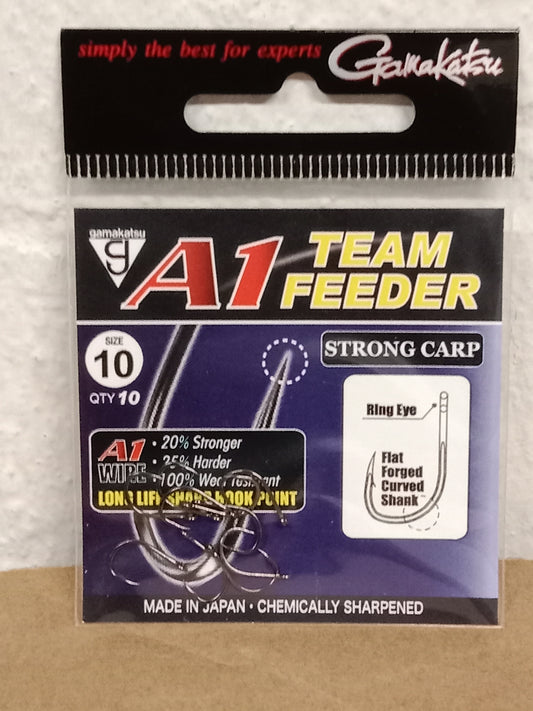 simply the best for experts Gamakatsu
gamakatsu
A1 TEAM
FEEDER
STRONG CARP
SIZE
10
QTY 10
Ring Eye
Flat
Forged
Curved
Shank
A1
WIRE
• 20% Stronger
• 25% Harder
• 100% Wear resistant
LONG LIFE SHARP HOOK POINT
MADE IN JAPAN • CHEMICALLY SHARPENED